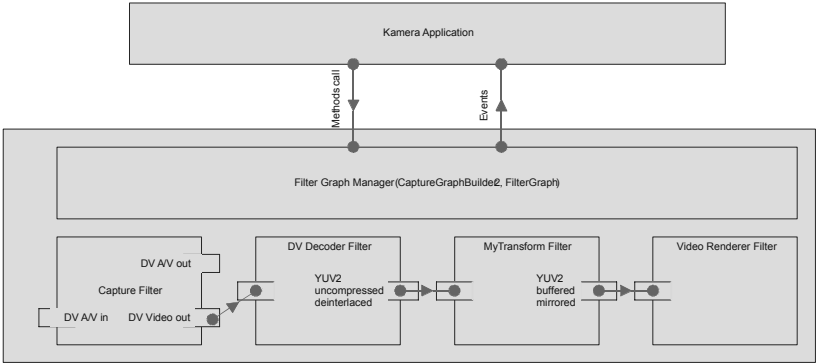 Kamera Application
Methods call
Events
Filter Graph Manager(CaptureGraphBuilder2, FilterGraph)
DV A/V out
Capture Filter
DV A/V in
DV Video out
DV Decoder Filter
YUV2
uncompressed
deinterlaced
MyTransform Filter
YUV2
buffered
mirrored
Video Renderer Filter